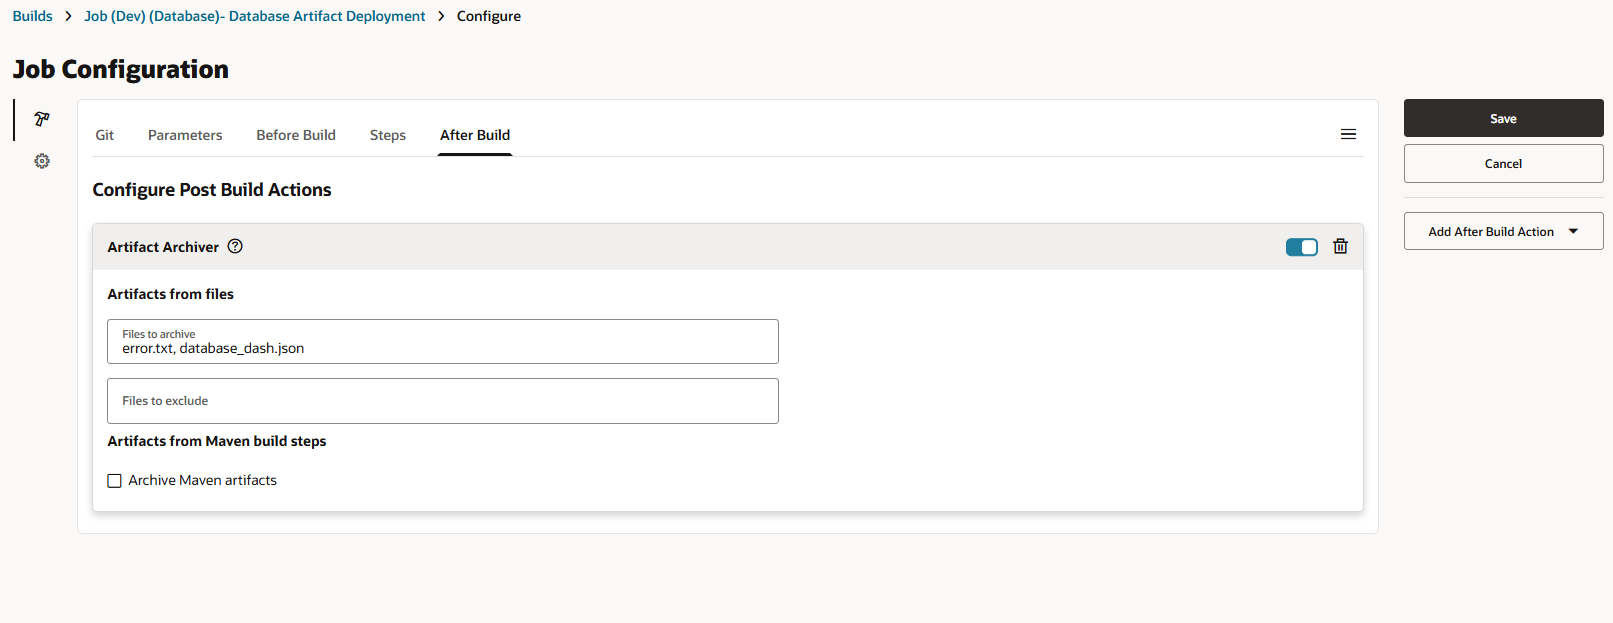 Builds > Job (Dev) (Database)- Database Artifact Deployment > Configure
Job Configuration
Git Parameters Before Build Steps After Build
Configure Post Build Actions
Artifact Archiver ?
Artifacts from files
Files to archive
error.txt, database_dash.json
Files to exclude
Artifacts from Maven build steps
Archive Maven artifacts
Save
Cancel
Add After Build Action